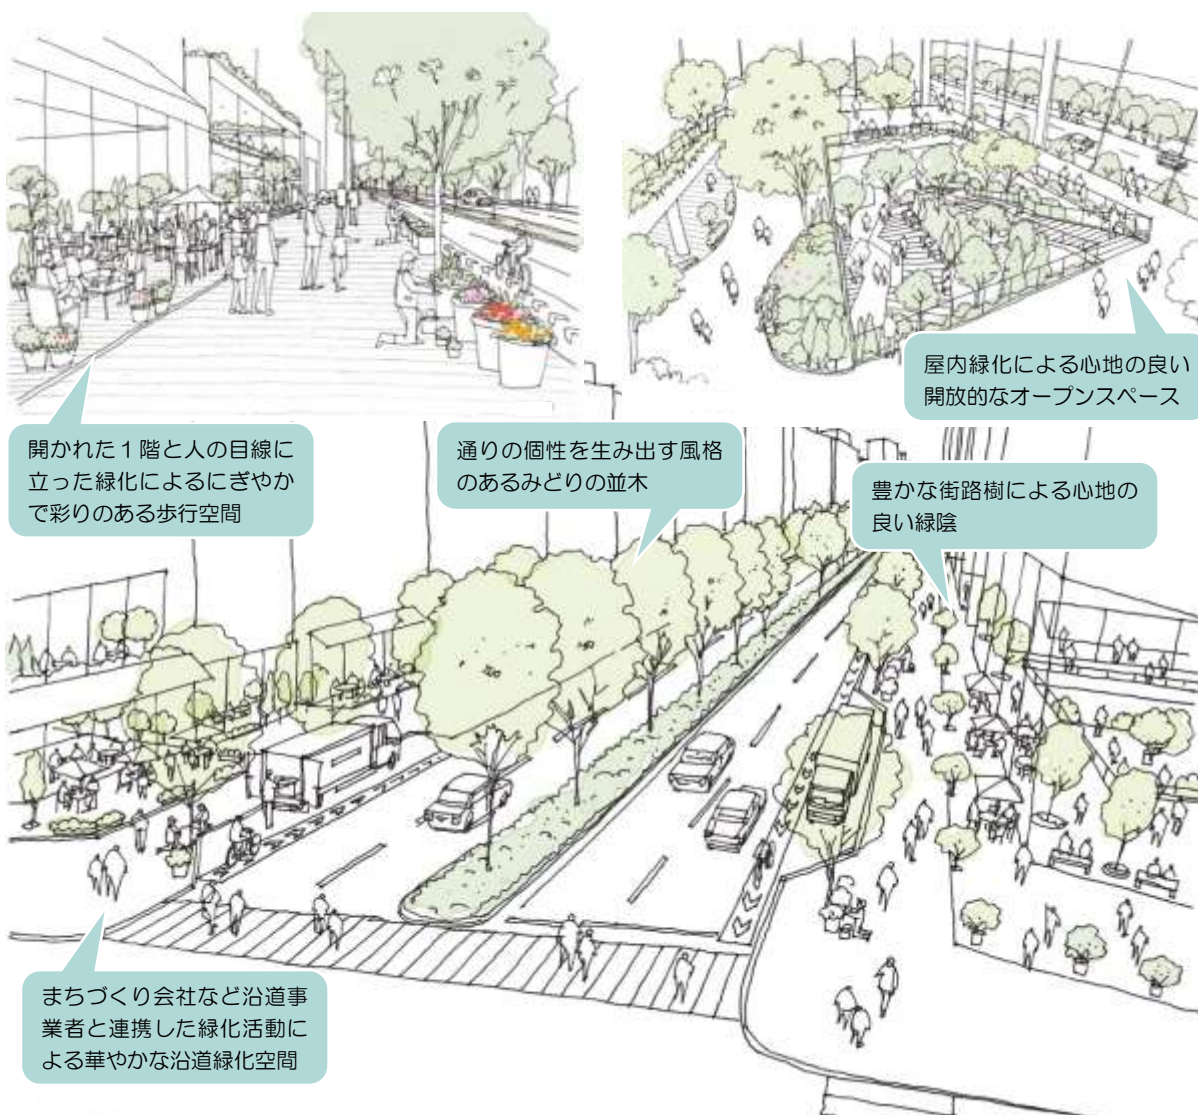 屋内緑化による心地の良い
開放的なオープンスペース
開かれた1階と人の目線に
立った緑化によるにぎやか
で彩りのある歩行空間
通りの個性を生み出す風格
のあるみどりの並木
豊かな街路樹による心地の
良い緑陰
まちづくり会社など沿道事
業者と連携した緑化活動に
よる華やかな沿道緑化空間